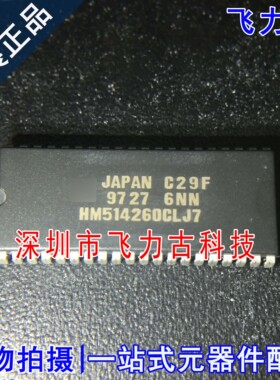 装正品
飞
JAPAN C29F
9727 6NN
HM514260CLJ7
深圳市飞力古科技
物拍摄|一站式元器件配